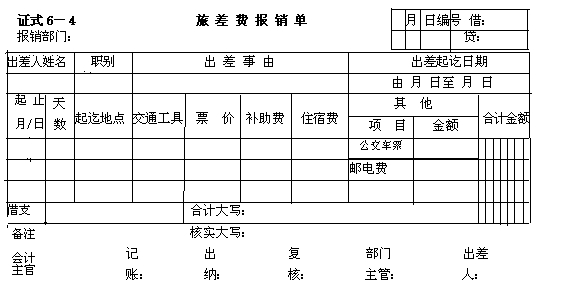 证式6—4 旅差费报销单 月 日编号 借:
报销部门: 贷:
出差人姓名 职别 出差事由 出差起讫日期
由 月 日至 月 日
起止 天 其他
月/日 数 起讫地点 交通工具 票价 补助费 住宿费 项目 金额 合计金额
公交车票
邮电费
借支 合计大写:
备注 核实大写:
会计 记 出 复 部门 出差
主官 账: 纳: 核: 主管: 人: